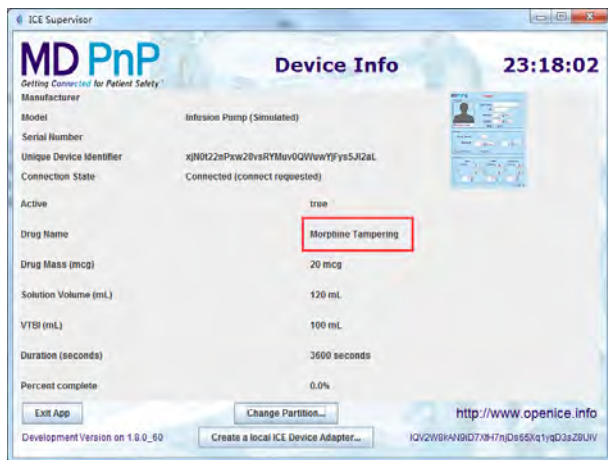 ICE Supervisor
MD PnP
Getting Connected for Patient Safety
Device Info
23:18:02
Manufacturer
Model Infusion Pump (Simulated)
Serial Number
Unique Device Identifier
Connection State Connected (connect requested)
Active true
Drug Name Morphine Tampering
Drug Mass (mcg) 20 mcg
Solution Volume (mL) 120 mL
VTBI (mL) 100 mL
Duration (seconds) 3600 seconds
Percent complete 0.0%
Exit App Change Partition... http://www.openice.info
Development Version on 1.8.0_60 Create a local ICE Device Adapter...